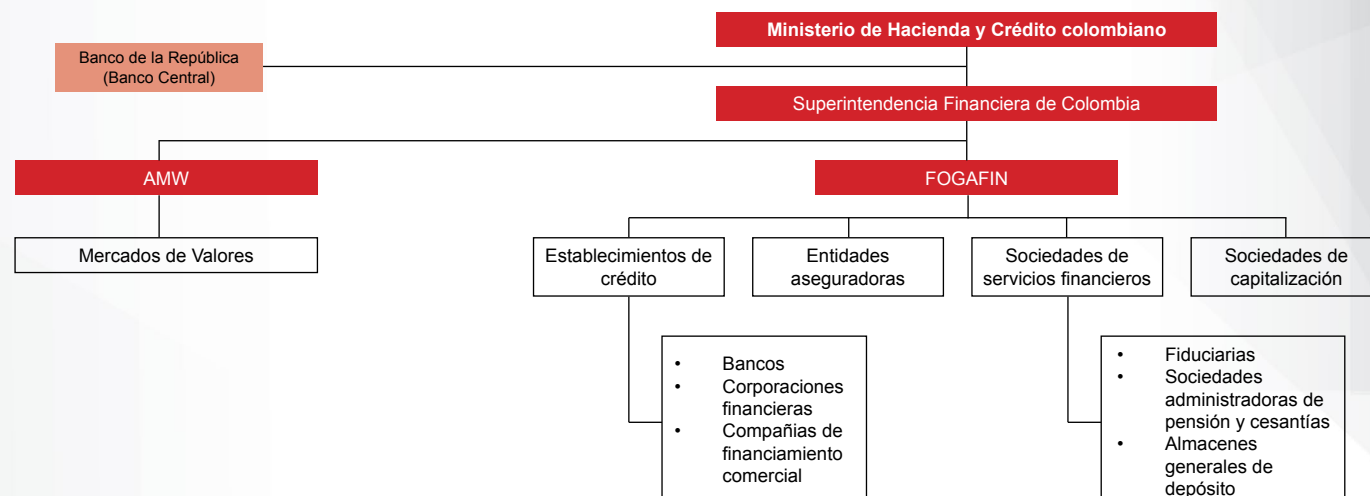 Ministerio de Hacienda y Crédito colombiano
Banco de la República
(Banco Central)
Superintendencia Financiera de Colombia
AMW
FOGAFIN
Mercados de Valores
Establecimientos de
crédito
Entidades
aseguradoras
Sociedades de
servicios financieros
Sociedades de
capitalización
• Bancos
• Corporaciones
financieras
• Compañias de
financiamiento
comercial
• Fiduciarias
• Sociedades
administradoras de
pensión y cesantías
• Almacenes
generales de
depósito